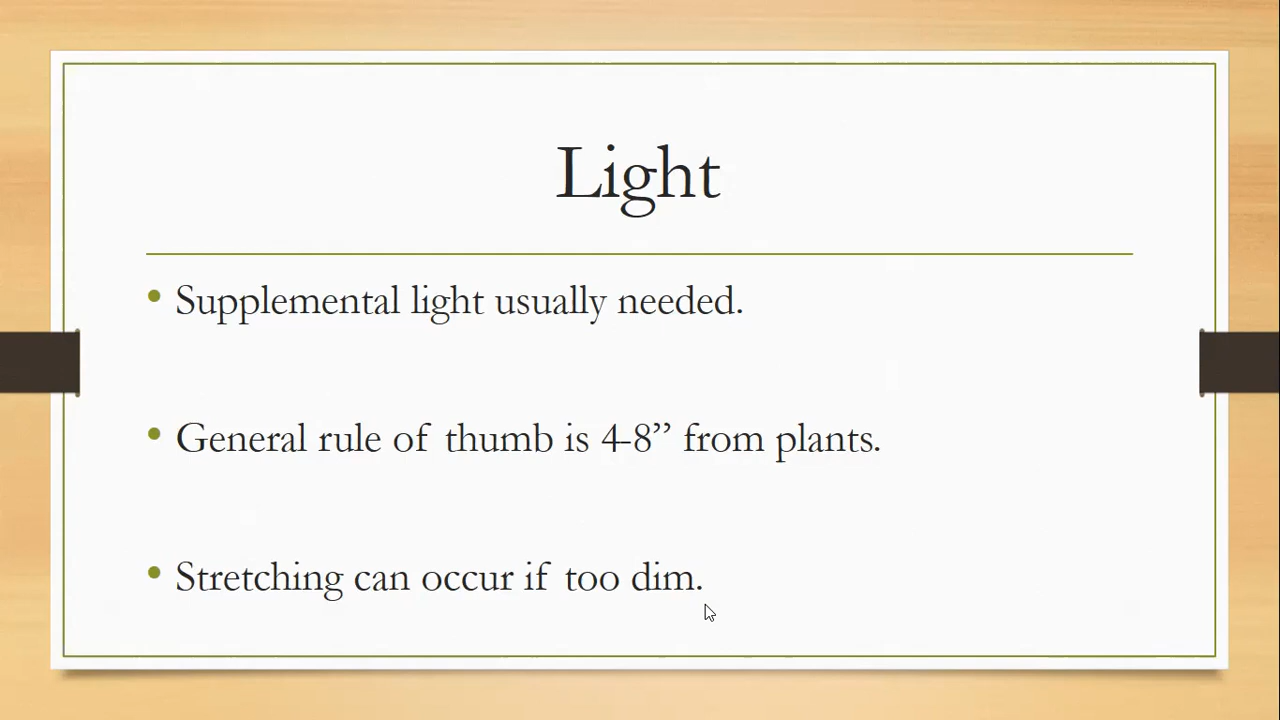 Light
• Supplemental light usually needed.
• General rule of thumb is 4-8” from plants.
• Stretching can occur if too dim.